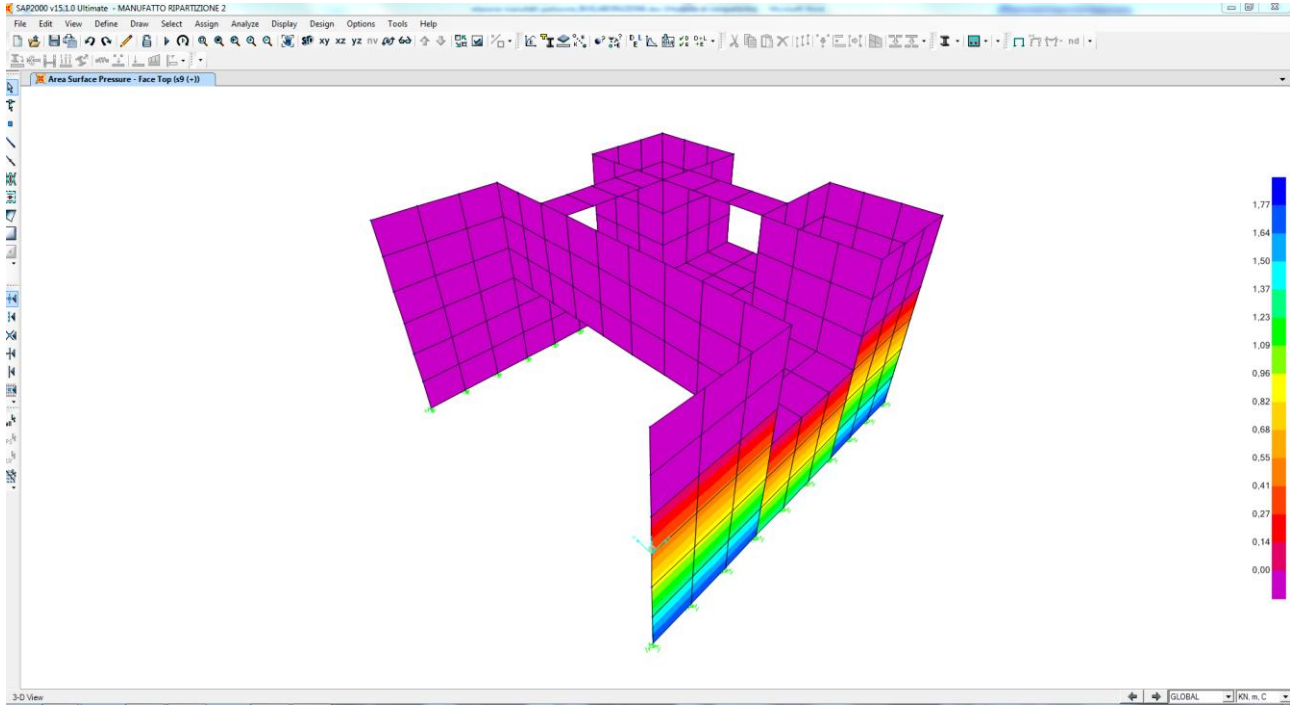 SAP2000 v15.1.0 Ultimate - MANUFATTO RIPARTIZIONE 2
File Edit View Define Draw Select Assign Analyze Display Design Options Tools Help
xy xz yz nv nd
Area Surface Pressure - Face Top (s9 (+))
1,77
1,64
1,50
1,37
1,23
1,09
0,96
0,82
0,68
0,55
0,41
0,27
0,14
0,00
3-D View
GLOBAL
KN, m, C